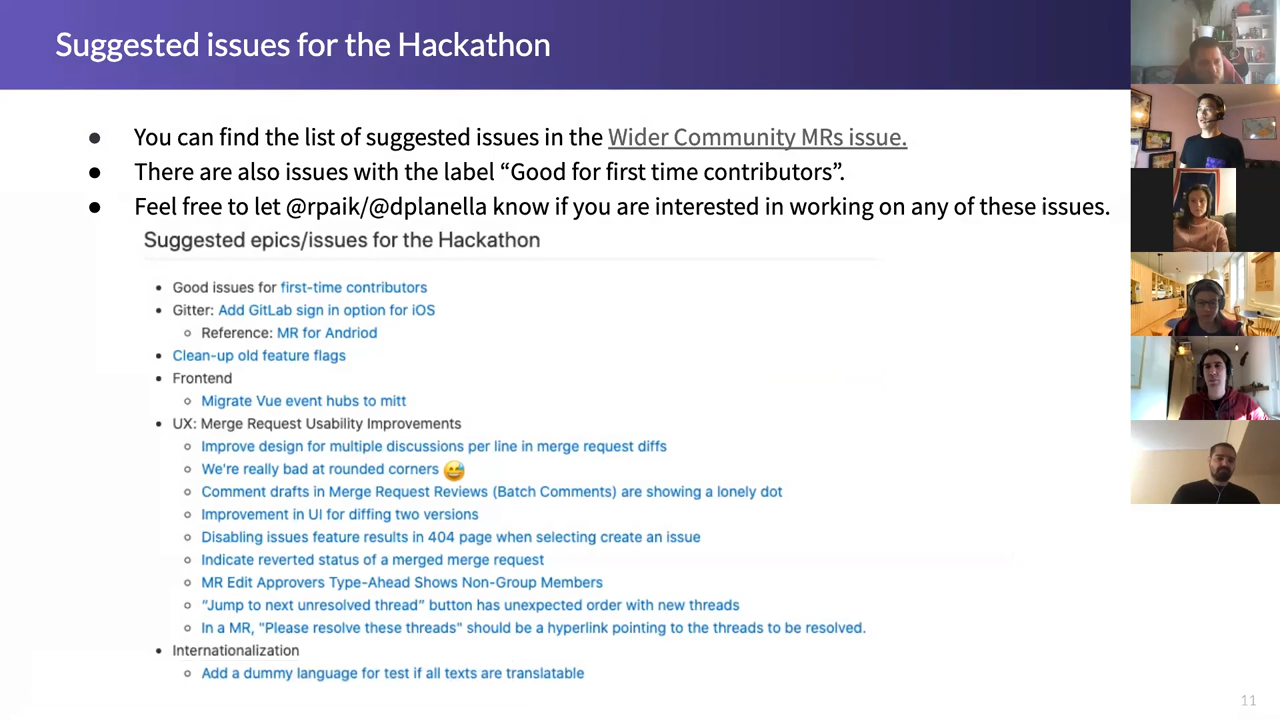 Suggested issues for the Hackathon
● You can find the list of suggested issues in the Wider Community MRs issue.
● There are also issues with the label “Good for first time contributors”.
● Feel free to let @rpaik/@dplanella know if you are interested in working on any of these issues.
Suggested epics/issues for the Hackathon
• Good issues for first-time contributors
• Gitter: Add GitLab sign in option for iOS
◦ Reference: MR for Andriod
• Clean-up old feature flags
• Frontend
◦ Migrate Vue event hubs to mitt
• UX: Merge Request Usability Improvements
◦ Improve design for multiple discussions per line in merge request diffs
◦ We're really bad at rounded corners 😅
◦ Comment drafts in Merge Request Reviews (Batch Comments) are showing a lonely dot
◦ Improvement in UI for diffing two versions
◦ Disabling issues feature results in 404 page when selecting create an issue
◦ Indicate reverted status of a merged merge request
◦ MR Edit Approvers Type-Ahead Shows Non-Group Members
◦ “Jump to next unresolved thread” button has unexpected order with new threads
◦ In a MR, "Please resolve these threads" should be a hyperlink pointing to the threads to be resolved.
• Internationalization
◦ Add a dummy language for test if all texts are translatable
11